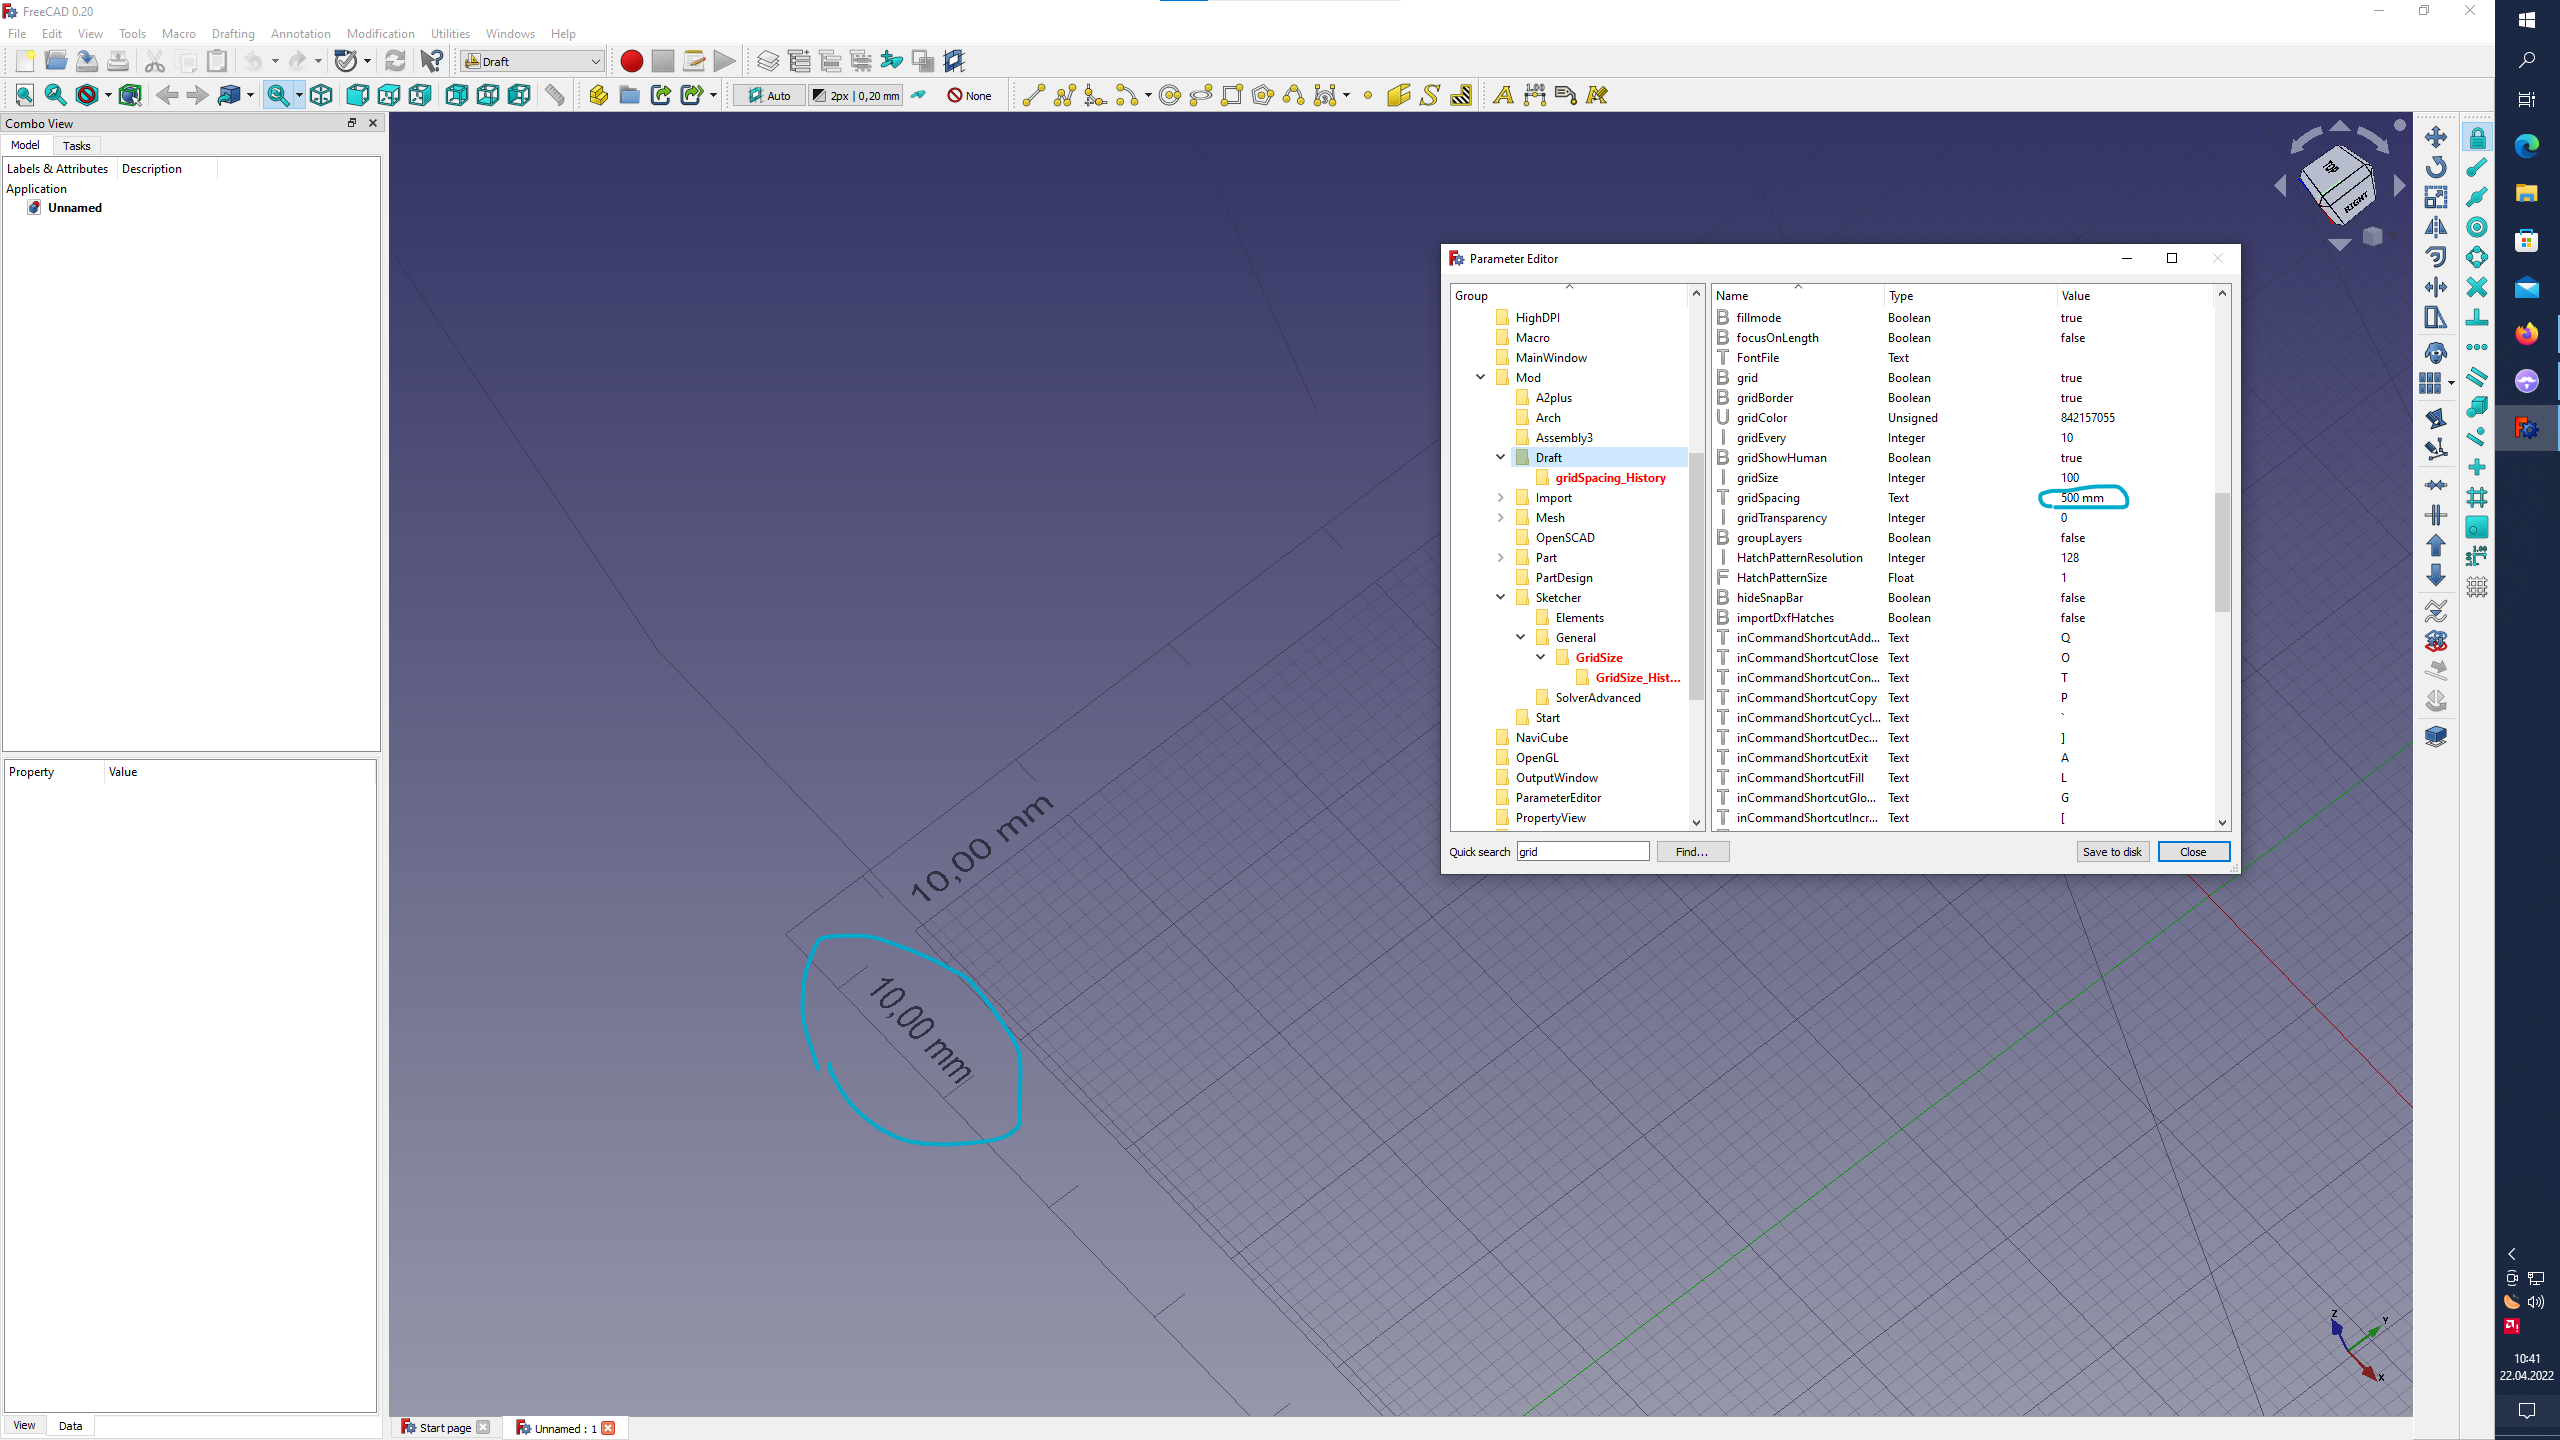 FreeCAD 0.20
File Edit View Tools Macro Drafting Annotation Modification Utilities Windows Help
Draft
Auto 2px | 0,20 mm None
Combo View
Model Tasks
Labels & Attributes Description
Application
Unnamed
Property Value
View Data
Start page Unnamed : 1
10,00 mm
10,00 mm
TOP
RIGHT
Z
Y
X
Parameter Editor
Group
HighDPI
Macro
MainWindow
Mod
A2plus
Arch
Assembly3
Draft
gridSpacing_History
Import
Mesh
OpenSCAD
Part
PartDesign
Sketcher
Elements
General
GridSize
GridSize_Hist...
SolverAdvanced
Start
NaviCube
OpenGL
OutputWindow
ParameterEditor
PropertyView
Name Type Value
fillmode Boolean true
focusOnLength Boolean false
FontFile Text
grid Boolean true
gridBorder Boolean true
gridColor Unsigned 842157055
gridEvery Integer 10
gridShowHuman Boolean true
gridSize Integer 100
gridSpacing Text 500 mm
gridTransparency Integer 0
groupLayers Boolean false
HatchPatternResolution Integer 128
HatchPatternSize Float 1
hideSnapBar Boolean false
importDxfHatches Boolean false
inCommandShortcutAdd... Text Q
inCommandShortcutClose Text O
inCommandShortcutCon... Text T
inCommandShortcutCopy Text P
inCommandShortcutCycl... Text `
inCommandShortcutDec... Text ]
inCommandShortcutExit Text A
inCommandShortcutFill Text L
inCommandShortcutGlo... Text G
inCommandShortcutIncr... Text [
Quick search grid Find... Save to disk Close
10:41
22.04.2022